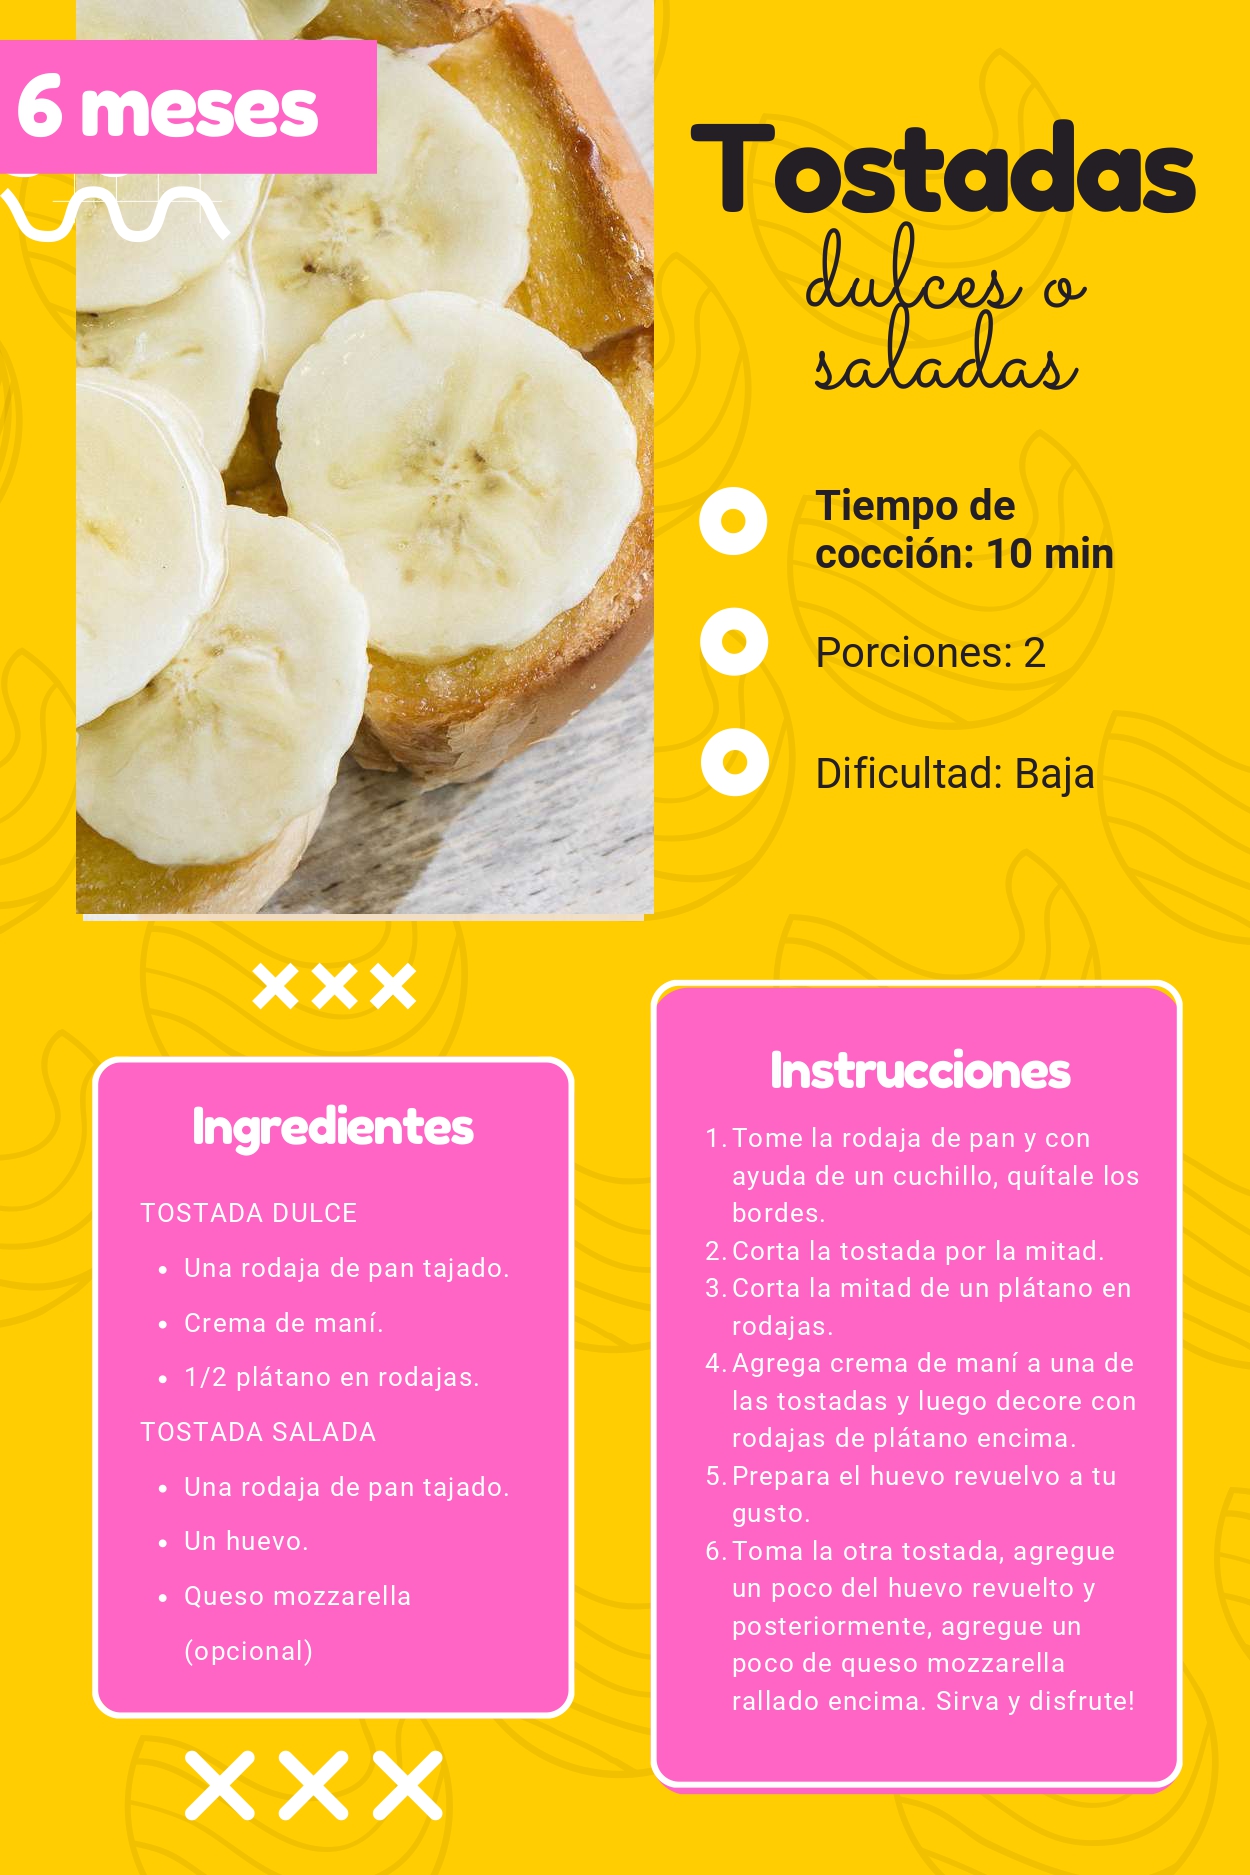 6 meses
Tostadas
dulces o
saladas
Tiempo de
cocción: 10 min
Porciones: 2
Dificultad: Baja
Ingredientes
TOSTADA DULCE
• Una rodaja de pan tajado.
• Crema de maní.
• 1/2 plátano en rodajas.
TOSTADA SALADA
• Una rodaja de pan tajado.
• Un huevo.
• Queso mozzarella
(opcional)
Instrucciones
1. Tome la rodaja de pan y con
ayuda de un cuchillo, quítale los
bordes.
2. Corta la tostada por la mitad.
3. Corta la mitad de un plátano en
rodajas.
4. Agrega crema de maní a una de
las tostadas y luego decore con
rodajas de plátano encima.
5. Prepara el huevo revuelvo a tu
gusto.
6. Toma la otra tostada, agregue
un poco del huevo revuelto y
posteriormente, agregue un
poco de queso mozzarella
rallado encima. Sirva y disfrute!